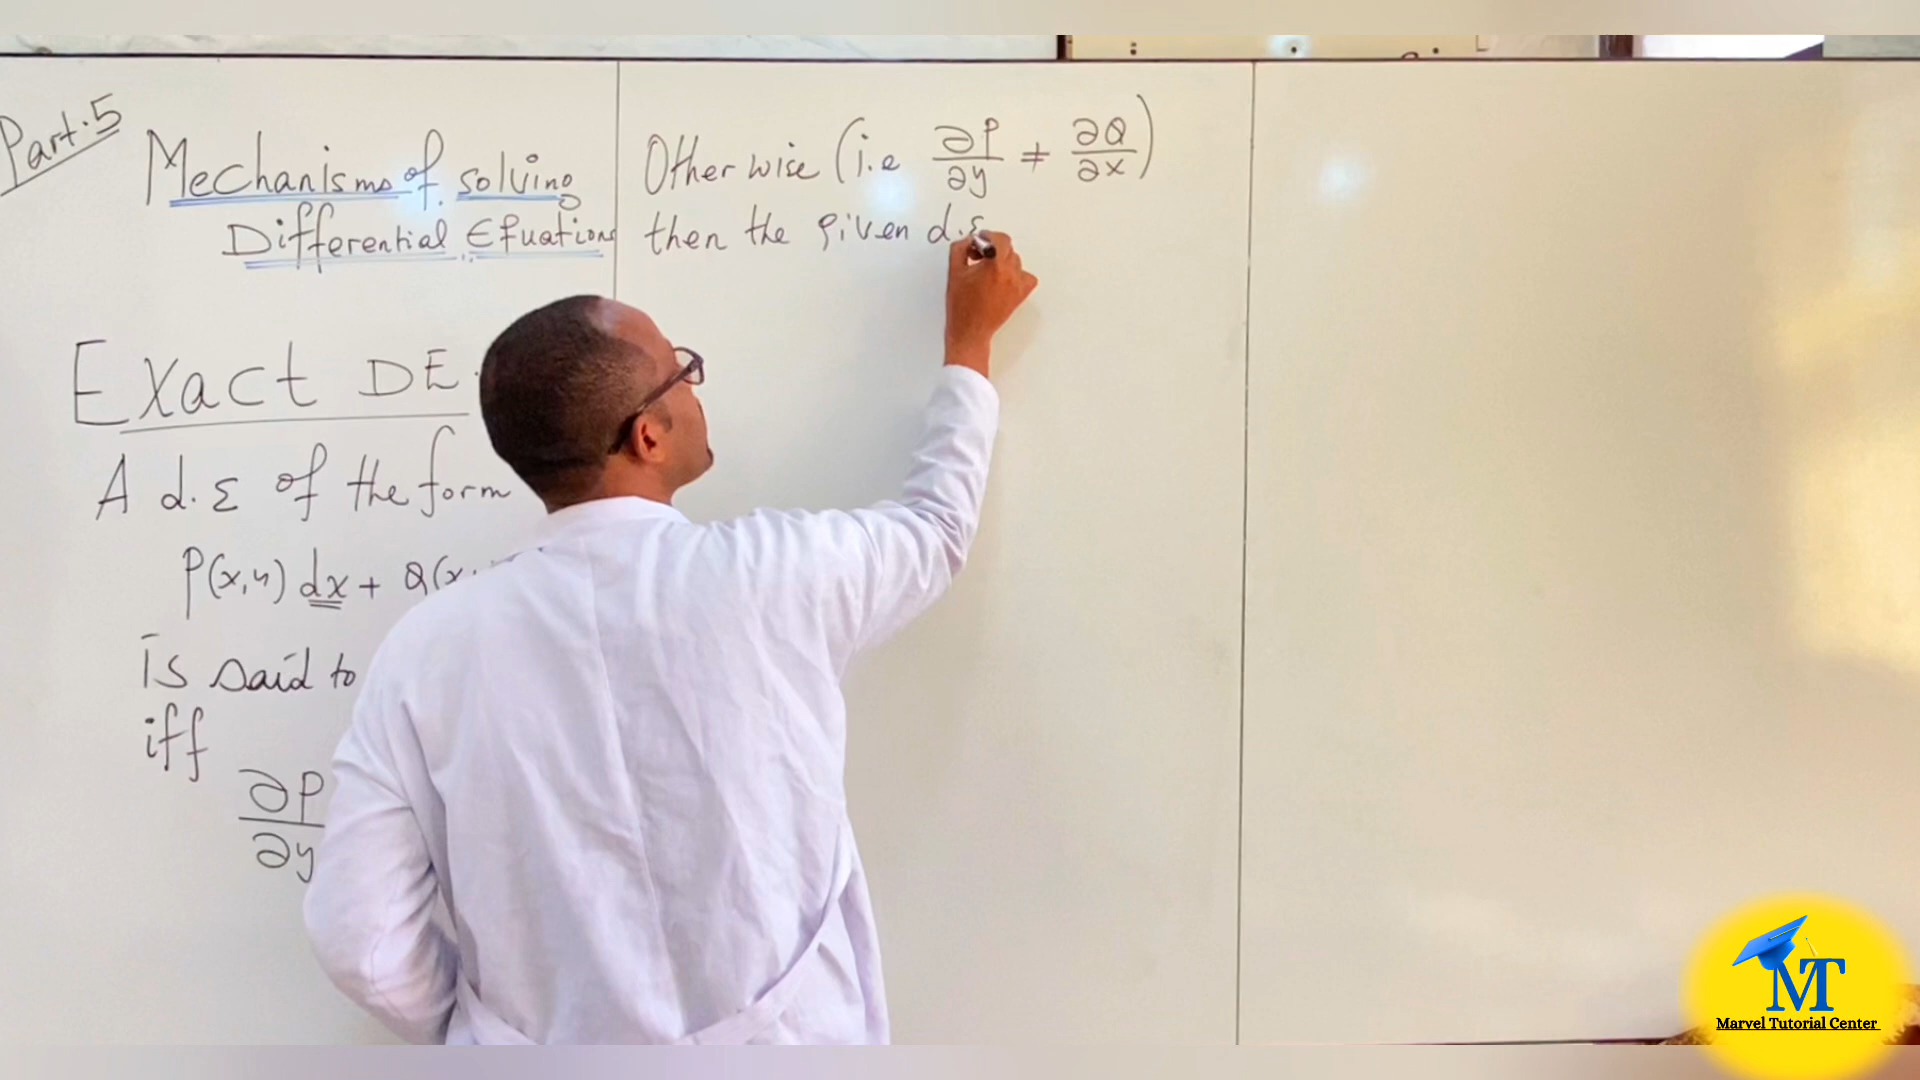 Part.5
Mechanisms of solving
Differential Equations
Exact DE.
A d.ε of the form
P(x,y) dx + Q(x,
is said to
iff
∂P
∂y
Otherwise (i.e ∂P/∂y ≠ ∂Q/∂x)
then the given d.ε
MT
Marvel Tutorial Center